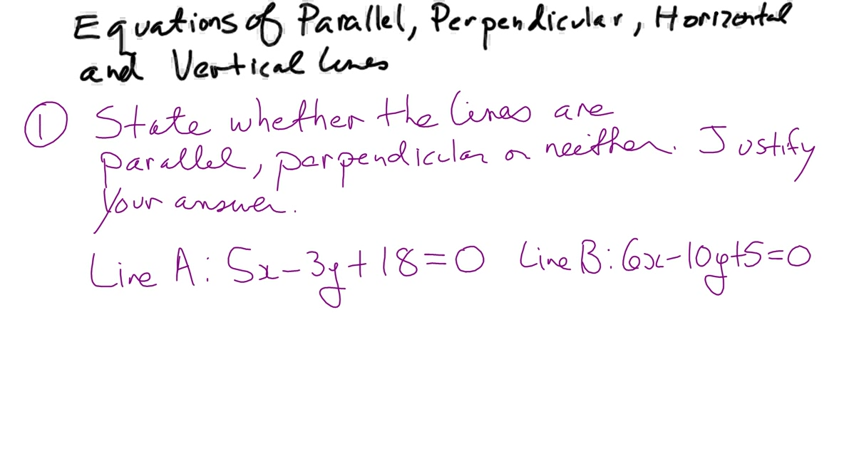 Equations of Parallel, Perpendicular, Horizontal
and Vertical Lines
① State whether the lines are
parallel, perpendicular or neither. Justify
your answer.
Line A: 5x-3y+18=0 Line B: 6x-10y+5=0